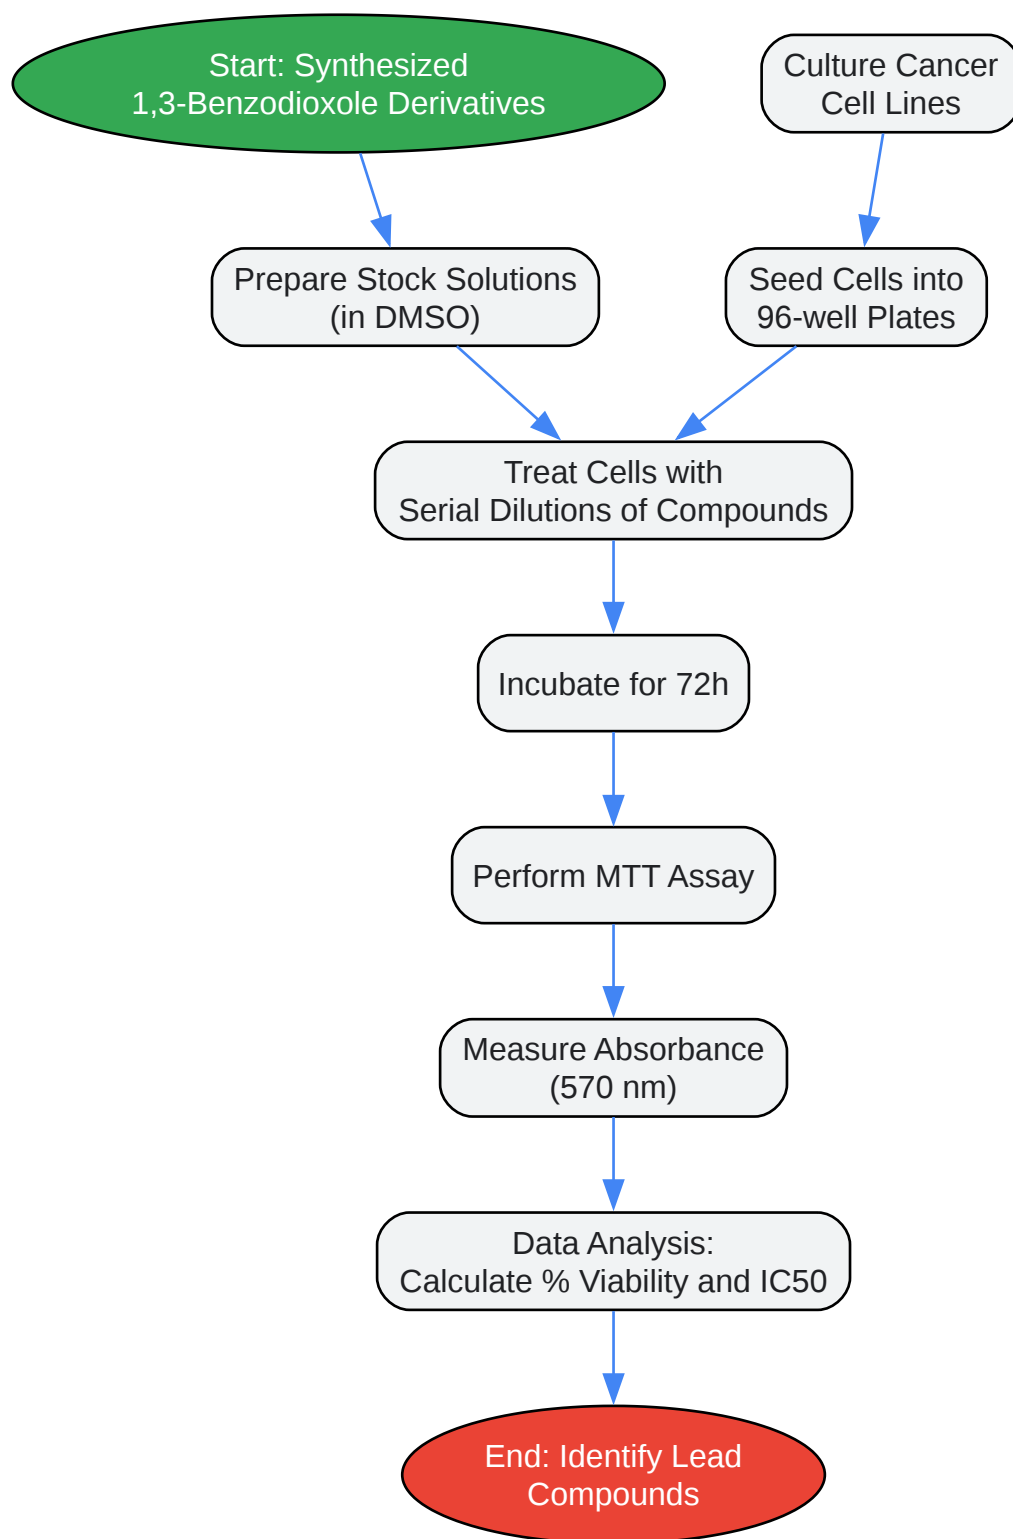 Start: Synthesized
1,3-Benzodioxole Derivatives
Culture Cancer
Cell Lines
Prepare Stock Solutions
(in DMSO)
Seed Cells into
96-well Plates
Treat Cells with
Serial Dilutions of Compounds
Incubate for 72h
Perform MTT Assay
Measure Absorbance
(570 nm)
Data Analysis:
Calculate % Viability and IC50
End: Identify Lead
Compounds